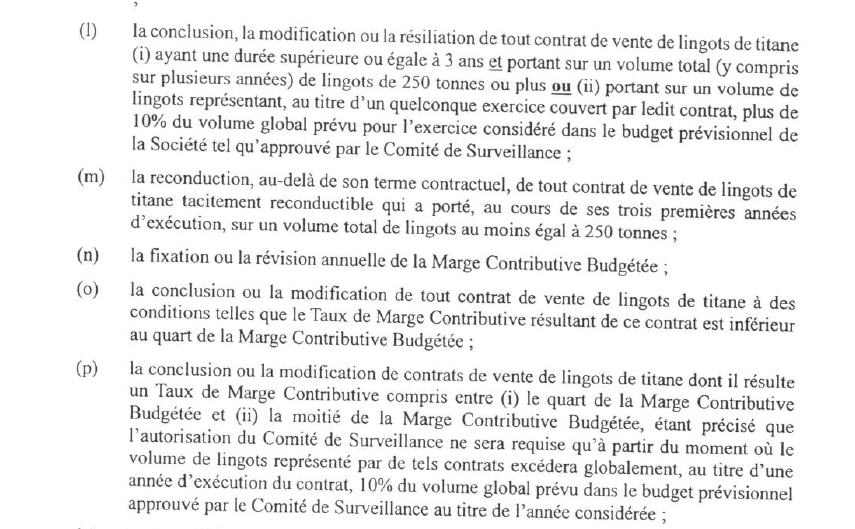 ;
(l) la conclusion, la modification ou la résiliation de tout contrat de vente de lingots de titane
(i) ayant une durée supérieure ou égale à 3 ans et portant sur un volume total (y compris
sur plusieurs années) de lingots de 250 tonnes ou plus ou (ii) portant sur un volume de
lingots représentant, au titre d'un quelconque exercice couvert par ledit contrat, plus de
10% du volume global prévu pour l'exercice considéré dans le budget prévisionnel de
la Société tel qu'approuvé par le Comité de Surveillance ;
(m) la reconduction, au-delà de son terme contractuel, de tout contrat de vente de lingots de
titane tacitement reconductible qui a porté, au cours de ses trois premières années
d'exécution, sur un volume total de lingots au moins égal à 250 tonnes ;
(n) la fixation ou la révision annuelle de la Marge Contributive Budgétée ;
(o) la conclusion ou la modification de tout contrat de vente de lingots de titane à des
conditions telles que le Taux de Marge Contributive résultant de ce contrat est inférieur
au quart de la Marge Contributive Budgétée ;
(p) la conclusion ou la modification de contrats de vente de lingots de titane dont il résulte
un Taux de Marge Contributive compris entre (i) le quart de la Marge Contributive
Budgétée et (ii) la moitié de la Marge Contributive Budgétée, étant précisé que
l'autorisation du Comité de Surveillance ne sera requise qu'à partir du moment où le
volume de lingots représenté par de tels contrats excédera globalement, au titre d'une
année d'exécution du contrat, 10% du volume global prévu dans le budget prévisionnel
approuvé par le Comité de Surveillance au titre de l'année considérée ;